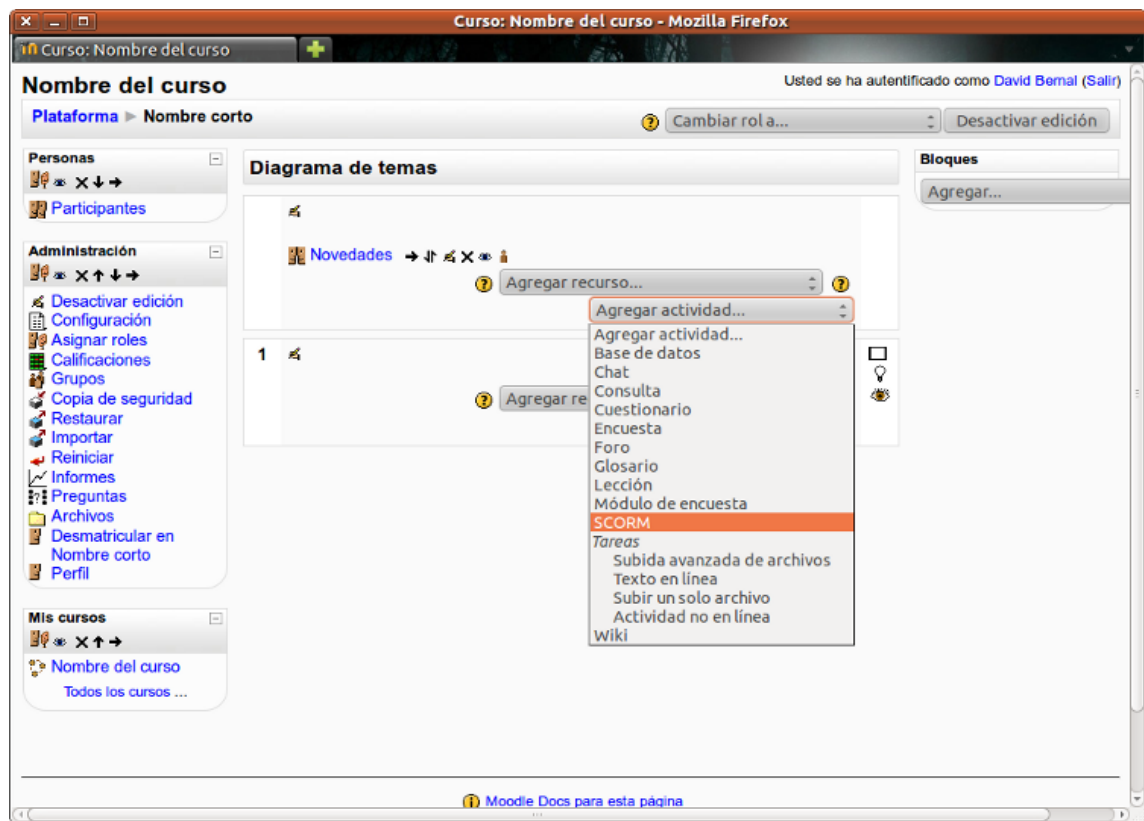 Curso: Nombre del curso - Mozilla Firefox
Curso: Nombre del curso
Nombre del curso
Usted se ha autentificado como David Bernal (Salir)
Plataforma ► Nombre corto
Cambiar rol a...
Desactivar edición
Personas
Participantes
Administración
Desactivar edición
Configuración
Asignar roles
Calificaciones
Grupos
Copia de seguridad
Restaurar
Importar
Reiniciar
Informes
Preguntas
Archivos
Desmatricular en
Nombre corto
Perfil
Mis cursos
Nombre del curso
Todos los cursos ...
Diagrama de temas
Novedades
Agregar recurso...
Agregar actividad...
1
Agregar re
Agregar actividad...
Base de datos
Chat
Consulta
Cuestionario
Encuesta
Foro
Glosario
Lección
Módulo de encuesta
SCORM
Tareas
Subida avanzada de archivos
Texto en línea
Subir un solo archivo
Actividad no en línea
Wiki
Bloques
Agregar...
Moodle Docs para esta página